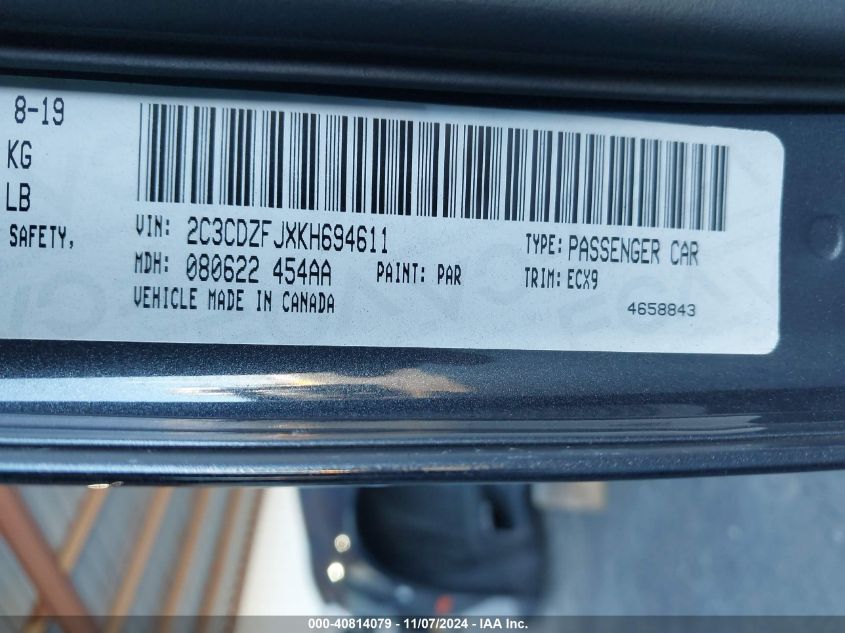 8-19
KG
LB
SAFETY,
VIN: 2C3CDZFJXKH694611
TYPE: PASSENGER CAR
MDH: 080622 454AA
PAINT: PAR
TRIM: ECX9
VEHICLE MADE IN CANADA
4658843
000-40814079 - 11/07/2024 - IAA Inc.